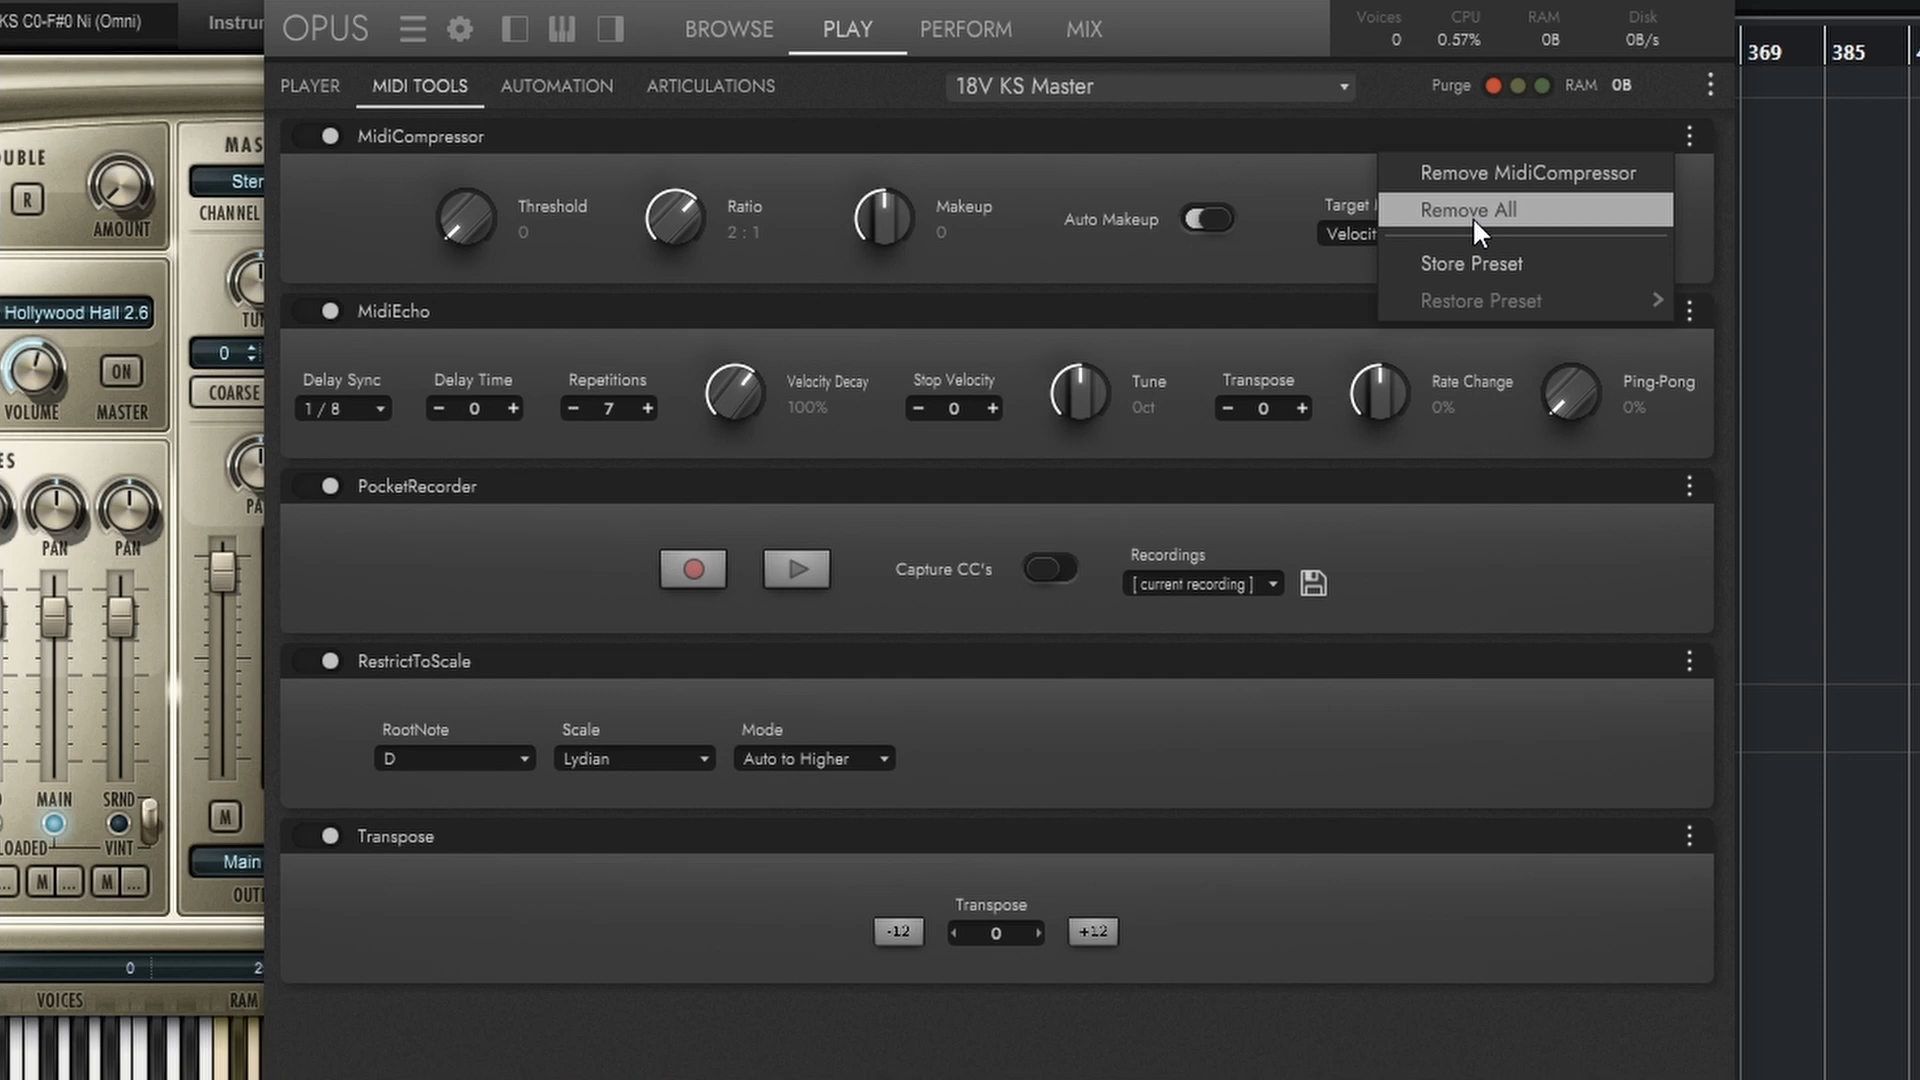 KS C0-F#0 Ni (Omni)
OPUS
BROWSE PLAY PERFORM MIX
Voices CPU RAM Disk
0 0.57% 0B 0B/s
369 385
PLAYER MIDI TOOLS AUTOMATION ARTICULATIONS
18V KS Master
Purge RAM 0B
MidiCompressor
Threshold
0
Ratio
2 : 1
Makeup
0
Auto Makeup
Target
Velocit
Remove MidiCompressor
Remove All
Store Preset
Restore Preset
MidiEcho
Delay Sync
1 / 8
Delay Time
- 0 +
Repetitions
- 7 +
Velocity Decay
100%
Stop Velocity
- 0 +
Tune
0ct
Transpose
- 0 +
Rate Change
0%
Ping-Pong
0%
PocketRecorder
Capture CC's
Recordings
[ current recording ]
RestrictToScale
RootNote Scale Mode
D Lydian Auto to Higher
Transpose
Transpose
-12 0 +12
R
AMOUNT
CHANNEL
Hollywood Hall 2.6
ON
VOLUME MASTER
0
COARSE
PAN PAN
MAIN SRND
M
VINT
M ... M ...
Main
0
VOICES RAM